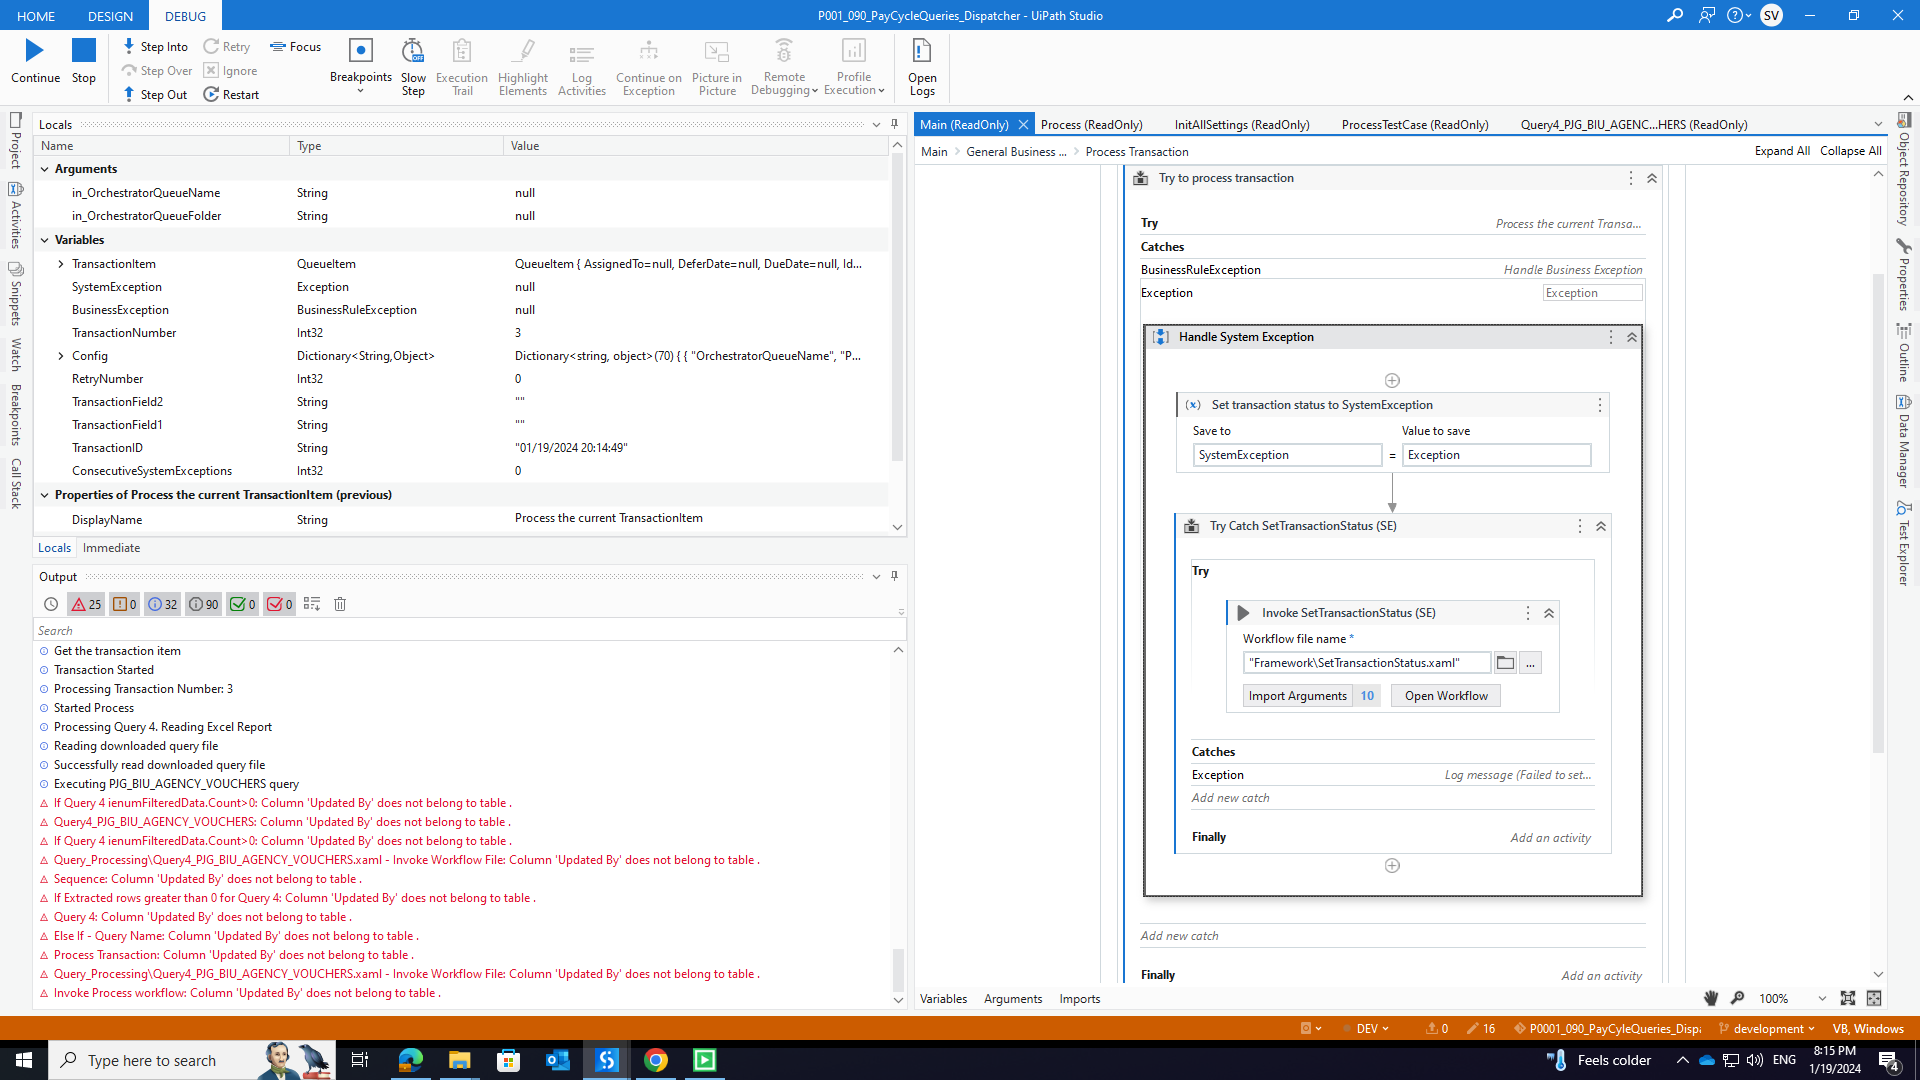 HOME DESIGN DEBUG
P001_090_PayCycleQueries_Dispatcher - UiPath Studio
SV
Continue
Stop
Step Into
Step Over
Step Out
Retry
Ignore
Restart
Focus
Breakpoints
Slow Step
Execution Trail
Highlight Elements
Log Activities
Continue on Exception
Picture in Picture
Remote Debugging
Profile Execution
Open Logs
Project
Activities
Snippets
Watch
Breakpoints
Call Stack
Locals
Name Type Value
Arguments
in_OrchestratorQueueName String null
in_OrchestratorQueueFolder String null
Variables
TransactionItem QueueItem QueueItem { AssignedTo=null, DeferDate=null, DueDate=null, Id...
SystemException Exception null
BusinessException BusinessRuleException null
TransactionNumber Int32 3
Config Dictionary<String,Object> Dictionary<string, object>(70) { { "OrchestratorQueueName", "P...
RetryNumber Int32 0
TransactionField2 String ""
TransactionField1 String ""
TransactionID String "01/19/2024 20:14:49"
ConsecutiveSystemExceptions Int32 0
Properties of Process the current TransactionItem (previous)
DisplayName String Process the current TransactionItem
Locals Immediate
Output
25 0 32 90 0 0
Search
Get the transaction item
Transaction Started
Processing Transaction Number: 3
Started Process
Processing Query 4. Reading Excel Report
Reading downloaded query file
Successfully read downloaded query file
Executing PJG_BIU_AGENCY_VOUCHERS query
If Query 4 ienumFilteredData.Count>0: Column 'Updated By' does not belong to table .
Query4_PJG_BIU_AGENCY_VOUCHERS: Column 'Updated By' does not belong to table .
If Query 4 ienumFilteredData.Count>0: Column 'Updated By' does not belong to table .
Query_Processing\Query4_PJG_BIU_AGENCY_VOUCHERS.xaml - Invoke Workflow File: Column 'Updated By' does not belong to table .
Sequence: Column 'Updated By' does not belong to table .
If Extracted rows greater than 0 for Query 4: Column 'Updated By' does not belong to table .
Query 4: Column 'Updated By' does not belong to table .
Else If - Query Name: Column 'Updated By' does not belong to table .
Process Transaction: Column 'Updated By' does not belong to table .
Query_Processing\Query4_PJG_BIU_AGENCY_VOUCHERS.xaml - Invoke Workflow File: Column 'Updated By' does not belong to table .
Invoke Process workflow: Column 'Updated By' does not belong to table .
Main (ReadOnly) Process (ReadOnly) InitAllSettings (ReadOnly) ProcessTestCase (ReadOnly) Query4_PJG_BIU_AGENC...HERS (ReadOnly)
Main General Business ... Process Transaction
Expand All Collapse All
Try to process transaction
Try Process the current Transa...
Catches
BusinessRuleException Handle Business Exception
Exception Exception
Handle System Exception
(x) Set transaction status to SystemException
Save to Value to save
SystemException = Exception
Try Catch SetTransactionStatus (SE)
Try
Invoke SetTransactionStatus (SE)
Workflow file name *
"Framework\SetTransactionStatus.xaml" ...
Import Arguments 10 Open Workflow
Catches
Exception Log message (Failed to set...
Add new catch
Finally Add an activity
Add new catch
Finally Add an activity
Variables Arguments Imports
100%
Object Repository
Properties
Outline
Data Manager
Test Explorer
DEV 0 16 P0001_090_PayCyleQueries_Dispa development VB, Windows
Type here to search
Feels colder
ENG
8:15 PM
1/19/2024
4